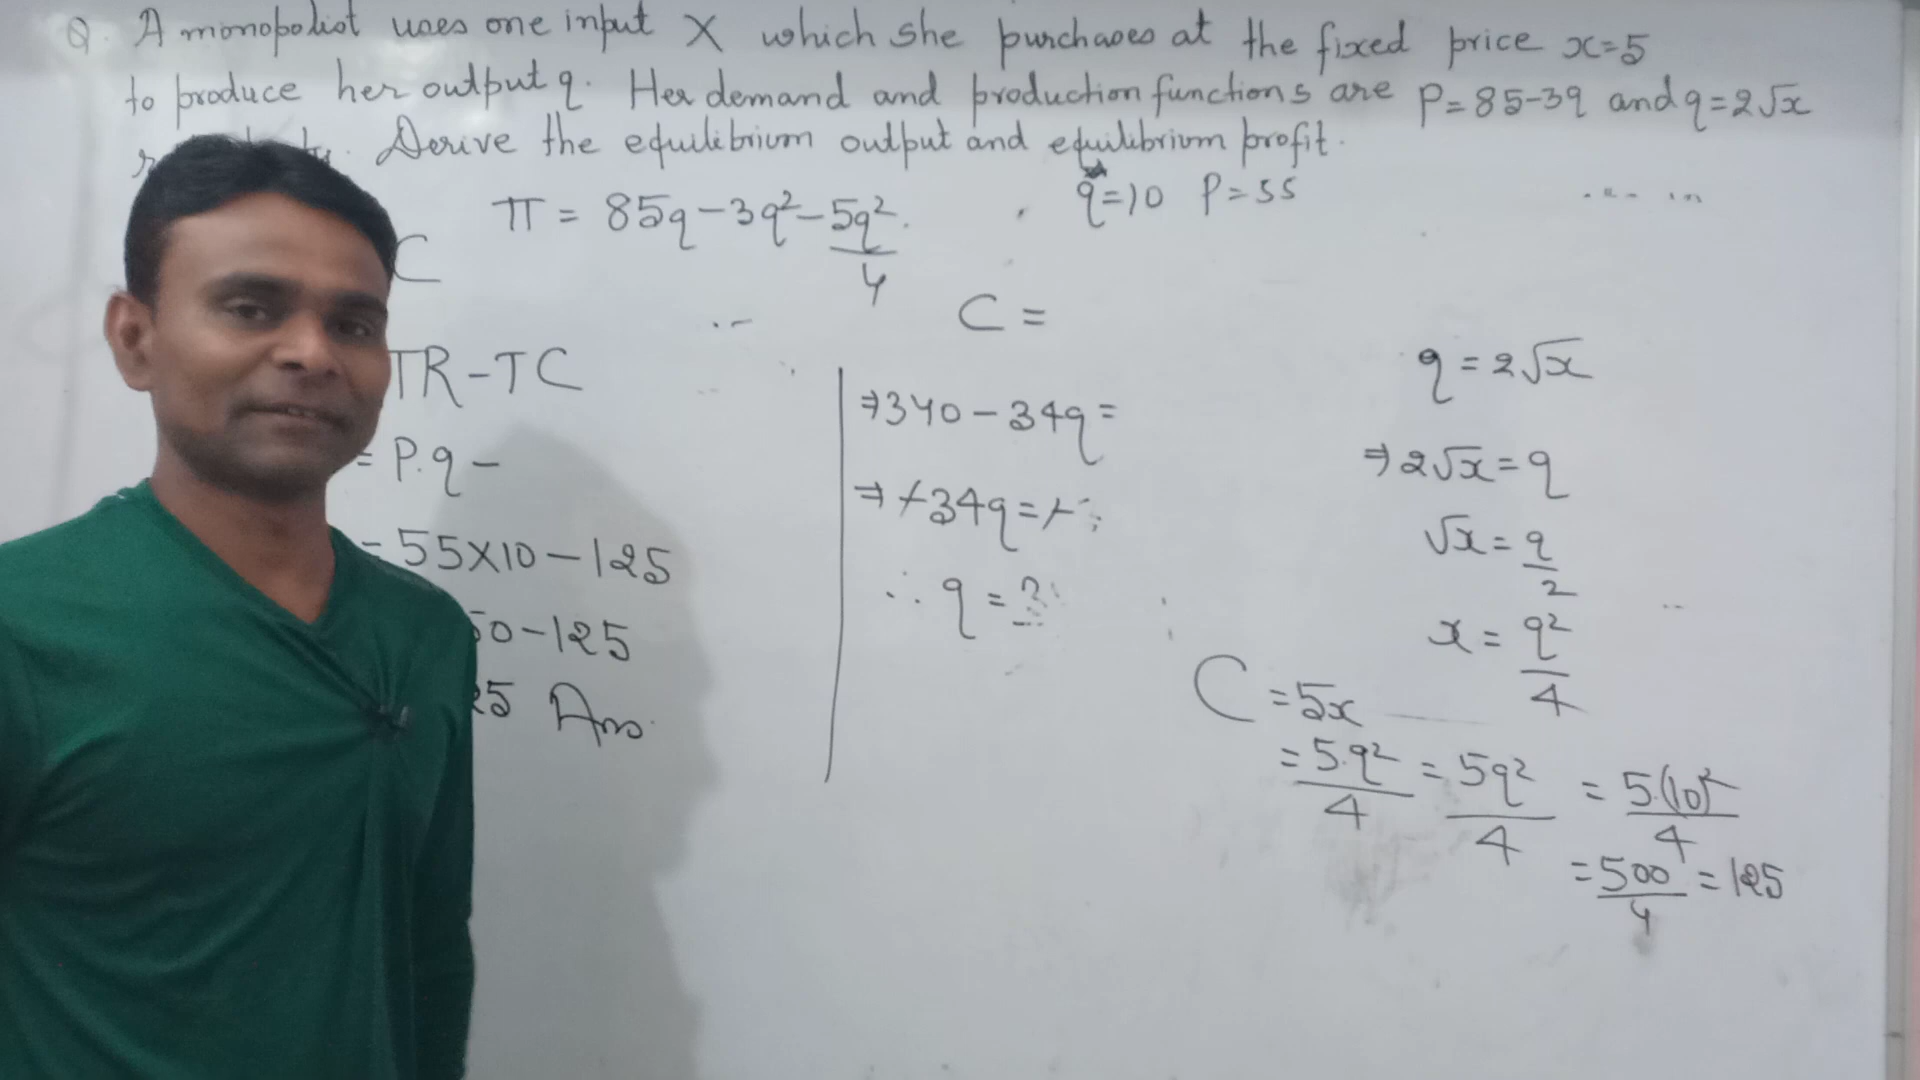 Q. A monopolist uses one input X which she purchases at the fixed price x=5
to produce her output q. Her demand and production functions are P=85-3q and q=2√x
Derive the equilibrium output and equilibrium profit.
π = 85q-3q²-5q²/4
q=10 P=55
C
C =
TR-TC
= P.q -
= 55×10-125
50-125
25 Ans.
⇒340-34q=
⇒ +34q=+
∴ q =
q = 2√x
⇒ 2√x = q
√x = q/2
x = q²/4
C = 5x
= 5.q²/4 = 5q²/4 = 5.(10)²/4
= 500/4 = 125